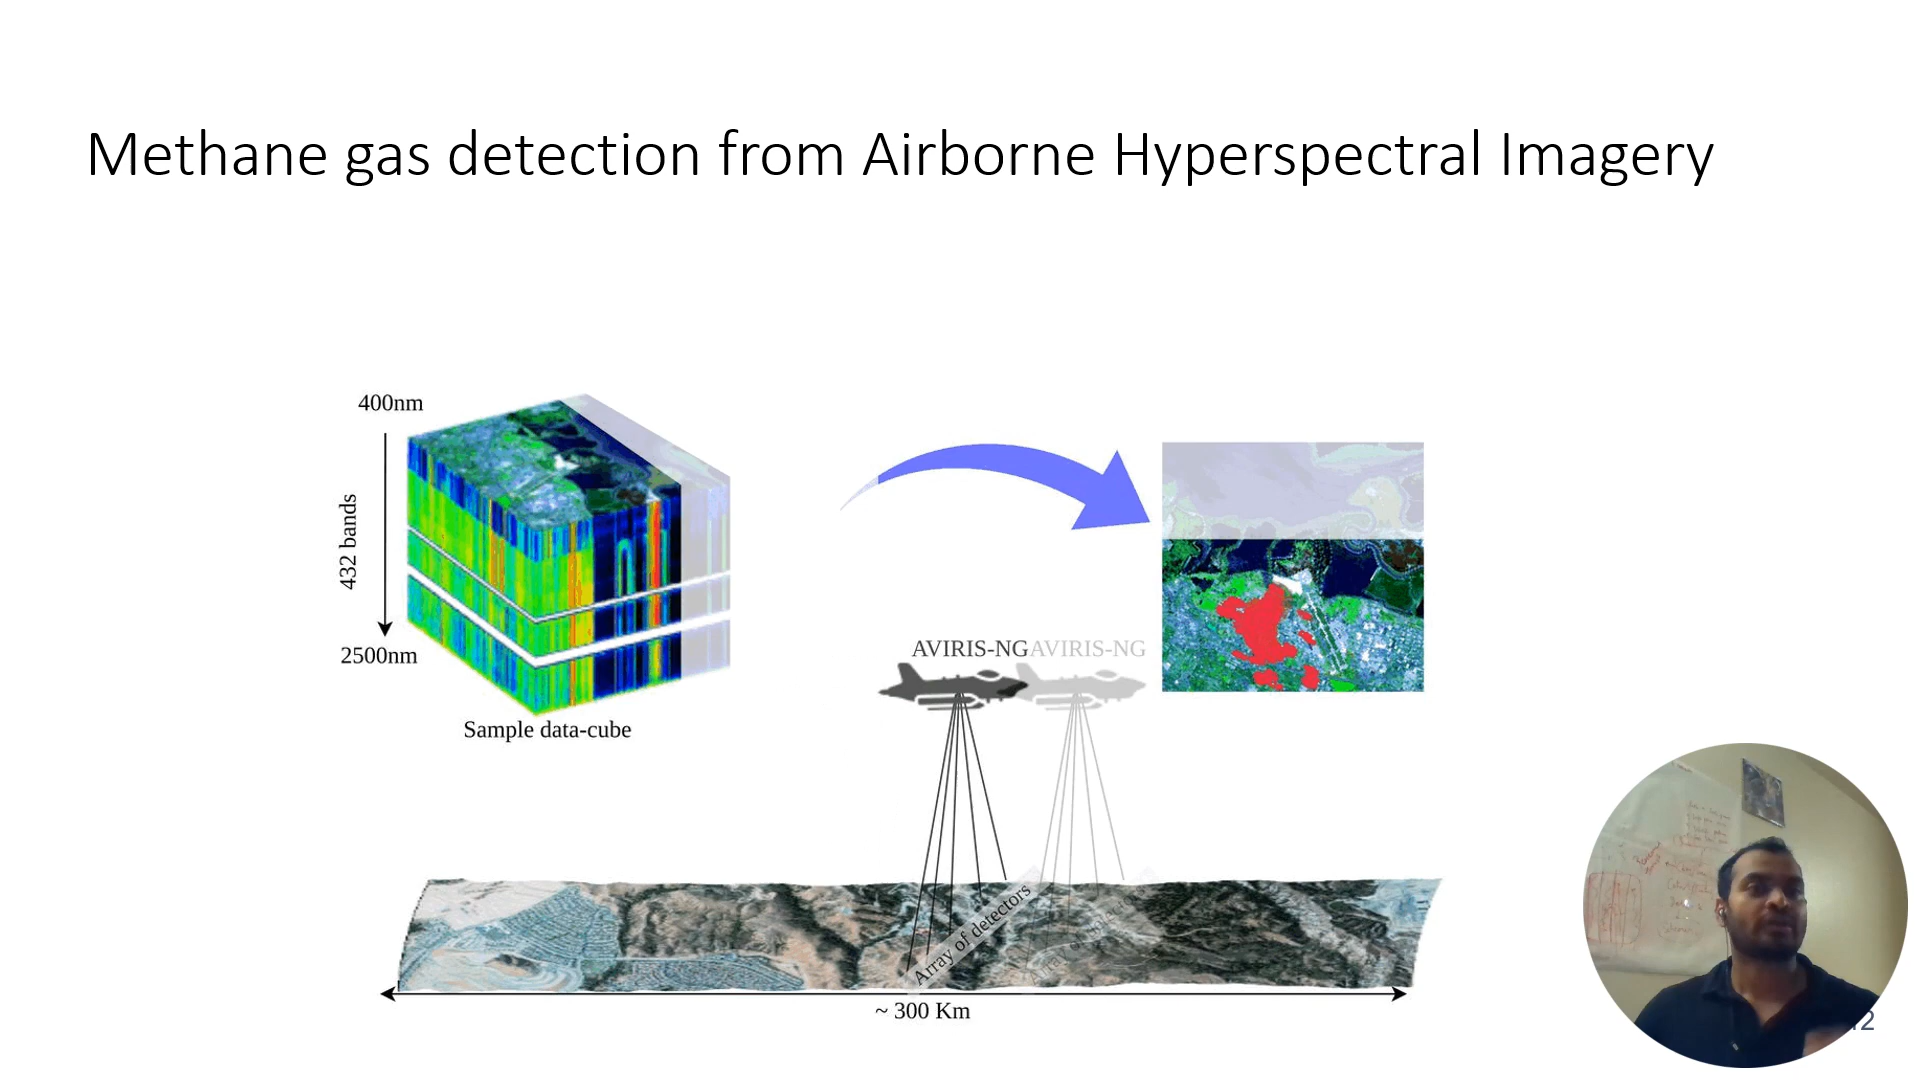 Methane gas detection from Airborne Hyperspectral Imagery
400nm
432 bands
2500nm
Sample data-cube
AVIRIS-NG AVIRIS-NG
Array of detectors
~ 300 Km
12